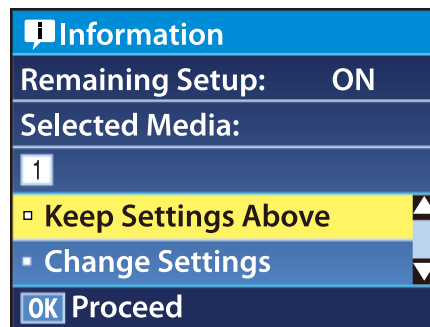 Information
Remaining Setup: ON
Selected Media:
1
Keep Settings Above
Change Settings
OK Proceed